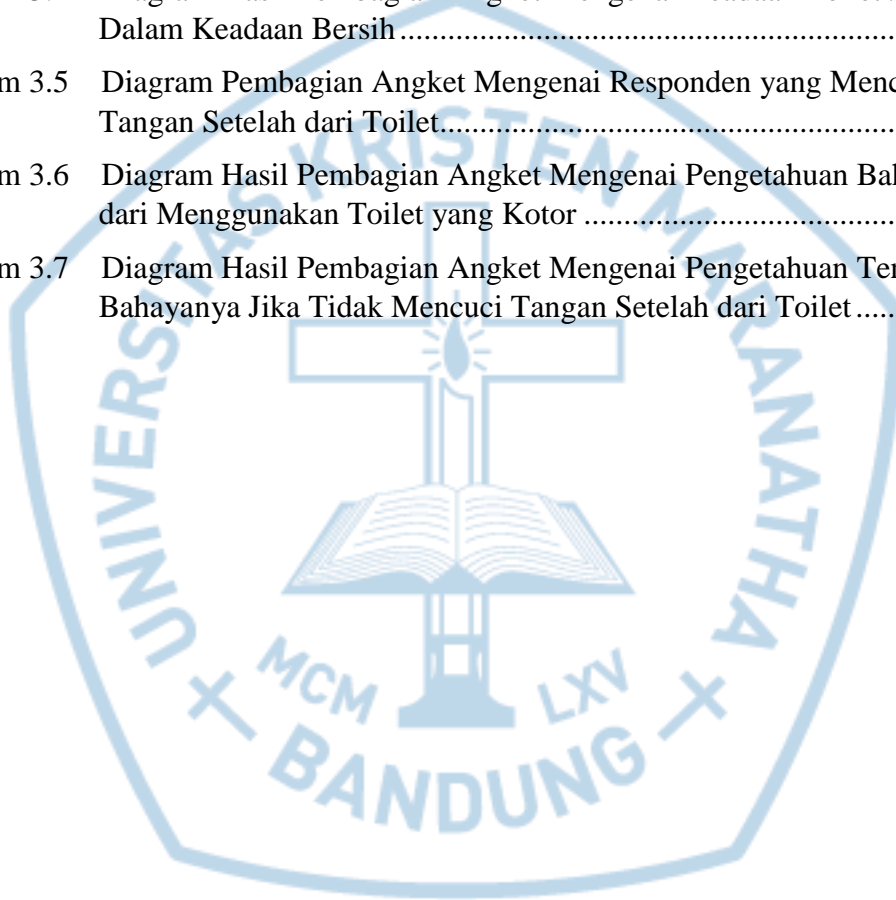 Dalam Keadaan Bersih
m 3.5 Diagram Pembagian Angket Mengenai Responden yang Menc
Tangan Setelah dari Toilet
m 3.6 Diagram Hasil Pembagian Angket Mengenai Pengetahuan Bah
dari Menggunakan Toilet yang Kotor
m 3.7 Diagram Hasil Pembagian Angket Mengenai Pengetahuan Ten
Bahayanya Jika Tidak Mencuci Tangan Setelah dari Toilet
UNIVERSITAS KRISTEN MARANATHA
MCM LXV
BANDUNG